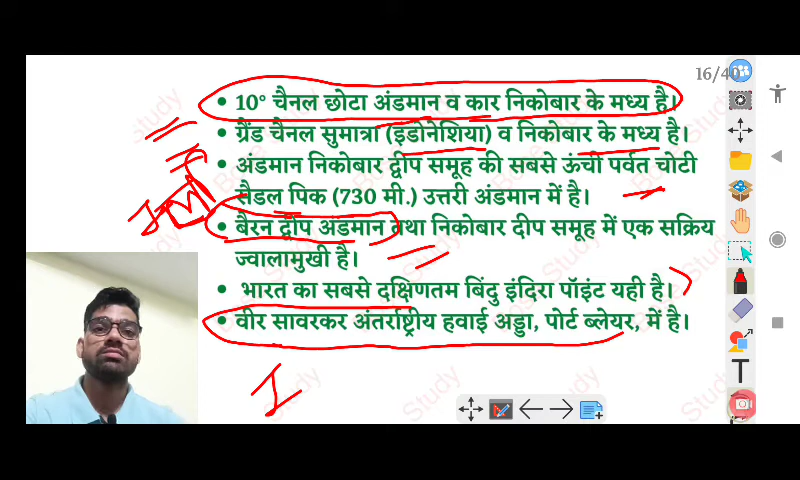 16/40
• 10° चैनल छोटा अंडमान व कार निकोबार के मध्य है।
• ग्रैंड चैनल सुमात्रा (इंडोनेशिया) व निकोबार के मध्य है।
• अंडमान निकोबार द्वीप समूह की सबसे ऊंची पर्वत चोटी
सैडल पिक (730 मी.) उत्तरी अंडमान में है।
• बैरन द्वीप अंडमान तथा निकोबार दीप समूह में एक सक्रिय
ज्वालामुखी है।
• भारत का सबसे दक्षिणतम बिंदु इंदिरा पॉइंट यही है।
• वीर सावरकर अंतर्राष्ट्रीय हवाई अड्डा, पोर्ट ब्लेयर, में है।
I
T